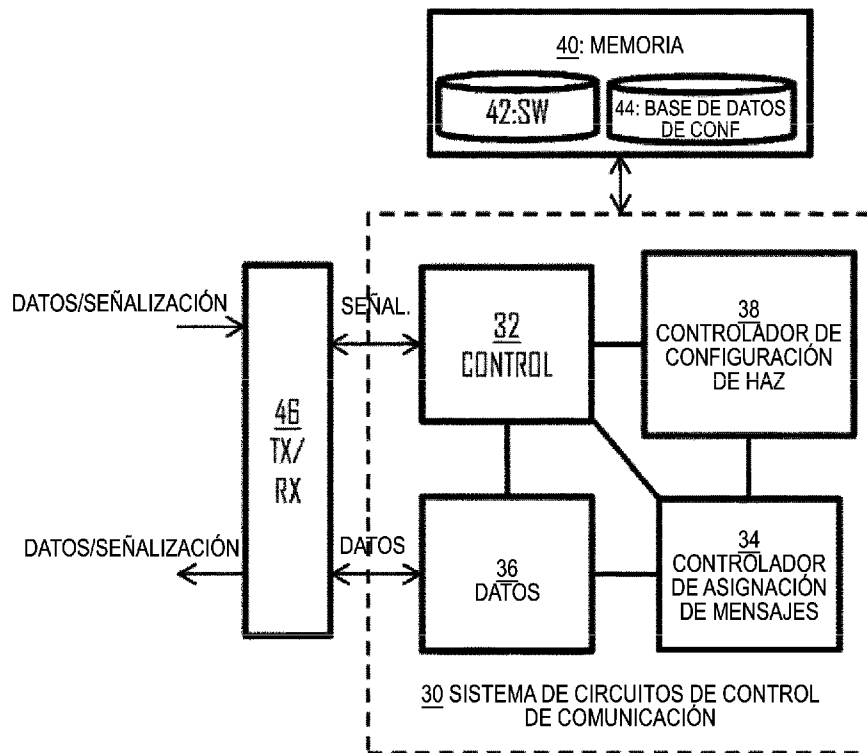 40: MEMORIA
42:SW
44: BASE DE DATOS
DE CONF
DATOS/SEÑALIZACIÓN
SEÑAL.
32
CONTROL
38
CONTROLADOR DE
CONFIGURACIÓN
DE HAZ
46
TX/
RX
DATOS/SEÑALIZACIÓN
DATOS
36
DATOS
34
CONTROLADOR
DE ASIGNACIÓN
DE MENSAJES
30 SISTEMA DE CIRCUITOS DE CONTROL
DE COMUNICACIÓN